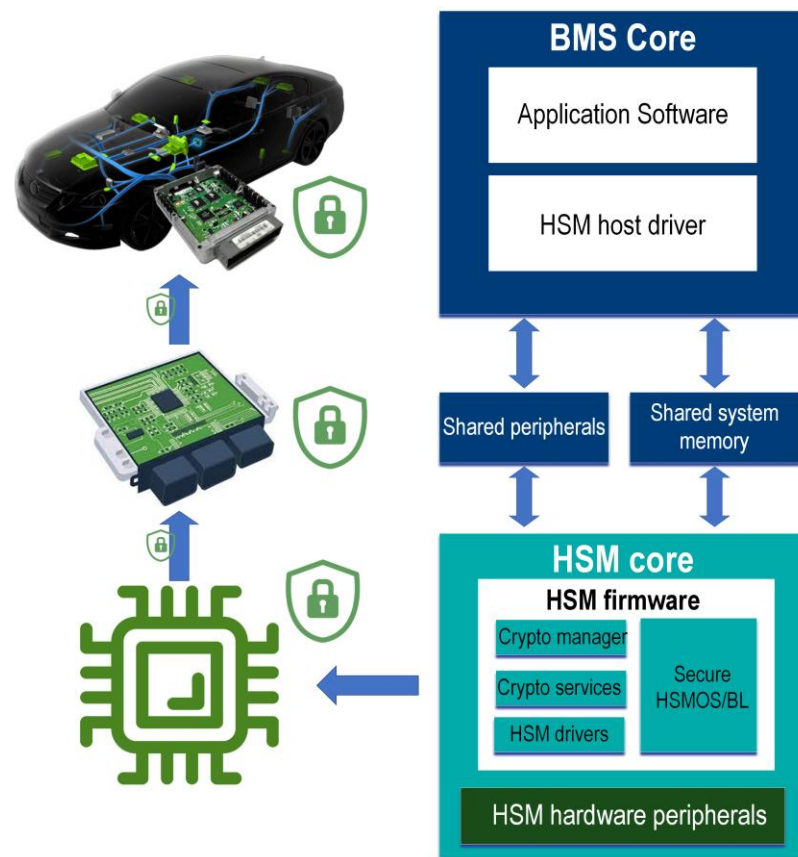 BMS Core
Application Software
HSM host driver
Shared peripherals
Shared system
memory
HSM core
HSM firmware
Crypto manager
Crypto services
HSM drivers
Secure
HSMOS/BL
HSM hardware peripherals